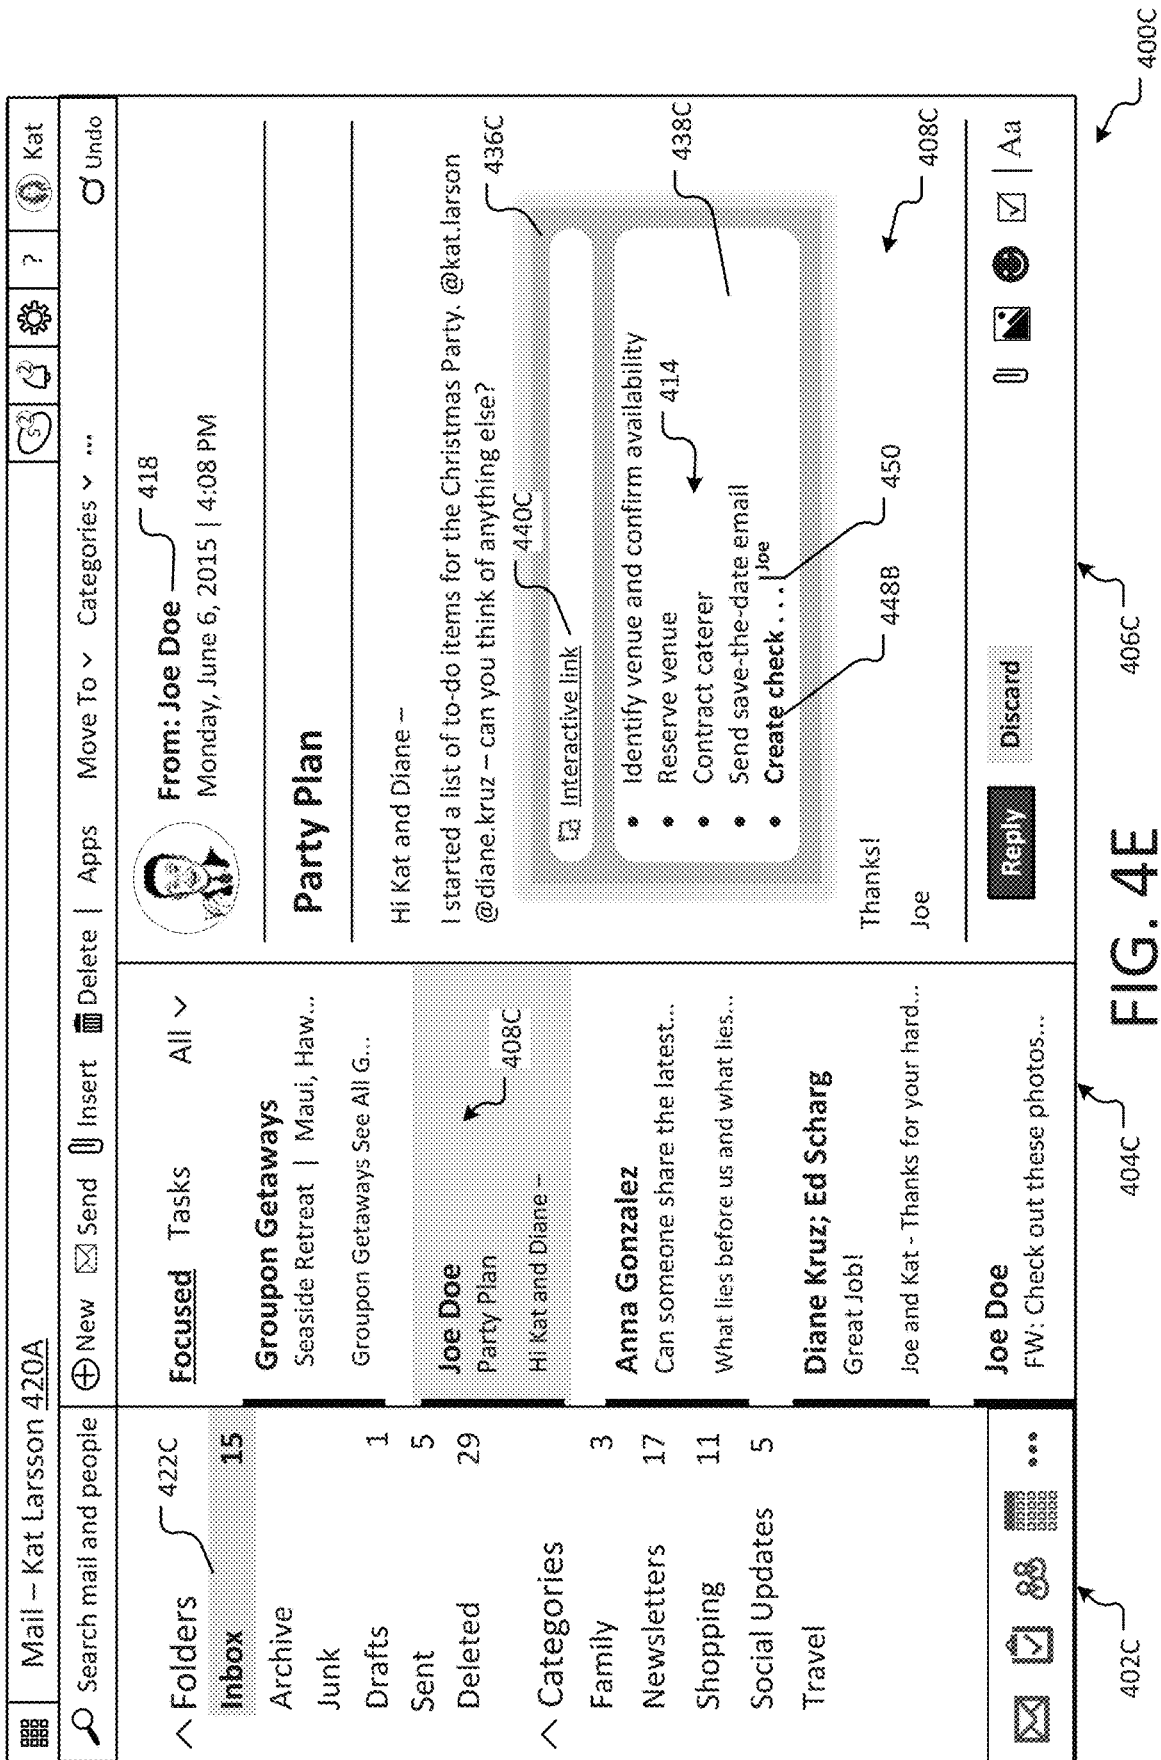 Mail – Kat Larsson 420A
2
2
?
Kat
Search mail and people
New
Send
Insert
Delete |
Apps
Move To
Categories
...
Undo
Folders
422C
Inbox 15
Archive
Junk
Drafts 1
Sent 5
Deleted 29
Categories
Family 3
Newsletters 17
Shopping 11
Social Updates 5
Travel
402C
Focused Tasks All
Groupon Getaways
Seaside Retreat | Maui, Haw...
Groupon Getaways See All G...
Joe Doe
Party Plan
Hi Kat and Diane –
408C
Anna Gonzalez
Can someone share the latest...
What lies before us and what lies...
Diane Kruz; Ed Scharg
Great Job!
Joe and Kat - Thanks for your hard...
Joe Doe
FW: Check out these photos...
404C
From: Joe Doe
418
Monday, June 6, 2015 | 4:08 PM
Party Plan
Hi Kat and Diane –
I started a list of to-do items for the Christmas Party. @kat.larson
@diane.kruz – can you think of anything else?
436C
440C
Interactive link
• Identify venue and confirm availability
• Reserve venue
414
438C
• Contract caterer
• Send save-the-date email
Joe
• Create check . . .
448B
450
Thanks!
Joe
408C
Reply
Discard
| Aa
406C
400C
FIG. 4E